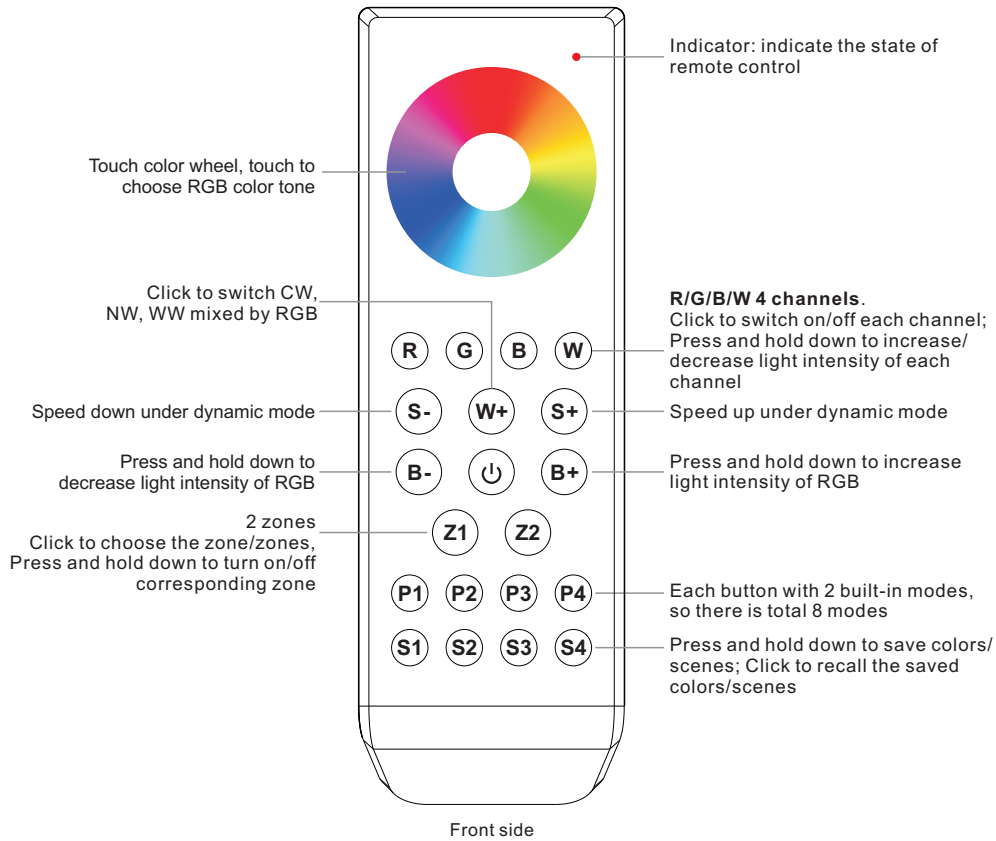 Indicator: indicate the state of
remote control
Touch color wheel, touch to
choose RGB color tone
Click to switch CW,
NW, WW mixed by RGB
R/G/B/W 4 channels.
Click to switch on/off each channel;
Press and hold down to increase/
decrease light intensity of each
channel
R G B W
Speed down under dynamic mode
S- W+ S+
Speed up under dynamic mode
Press and hold down to
decrease light intensity of RGB
B- B+
Press and hold down to increase
light intensity of RGB
2 zones
Click to choose the zone/zones,
Press and hold down to turn on/off
corresponding zone
Z1 Z2
P1 P2 P3 P4
Each button with 2 built-in modes,
so there is total 8 modes
S1 S2 S3 S4
Press and hold down to save colors/
scenes; Click to recall the saved
colors/scenes
Front side